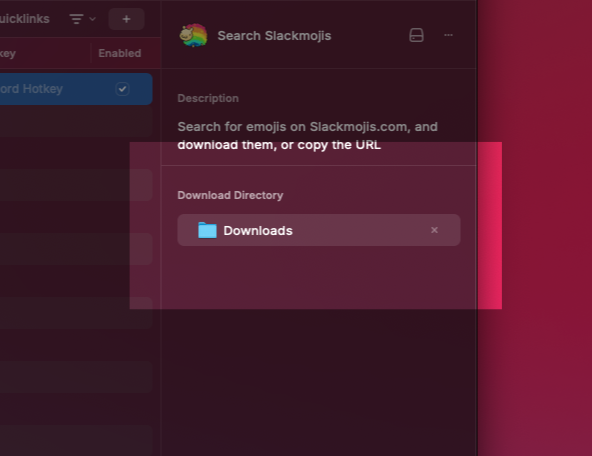 uicklinks
Search Slackmojis
key
Enabled
ord Hotkey
Description
Search for emojis on Slackmojis.com, and
download them, or copy the URL
Download Directory
Downloads